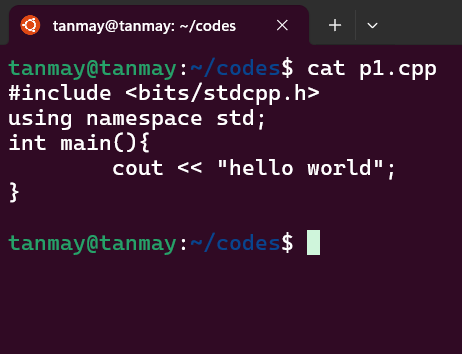 tanmay@tanmay: ~/codes
tanmay@tanmay:~/codes$ cat p1.cpp
#include <bits/stdcpp.h>
using namespace std;
int main(){
        cout << "hello world";
}
tanmay@tanmay:~/codes$